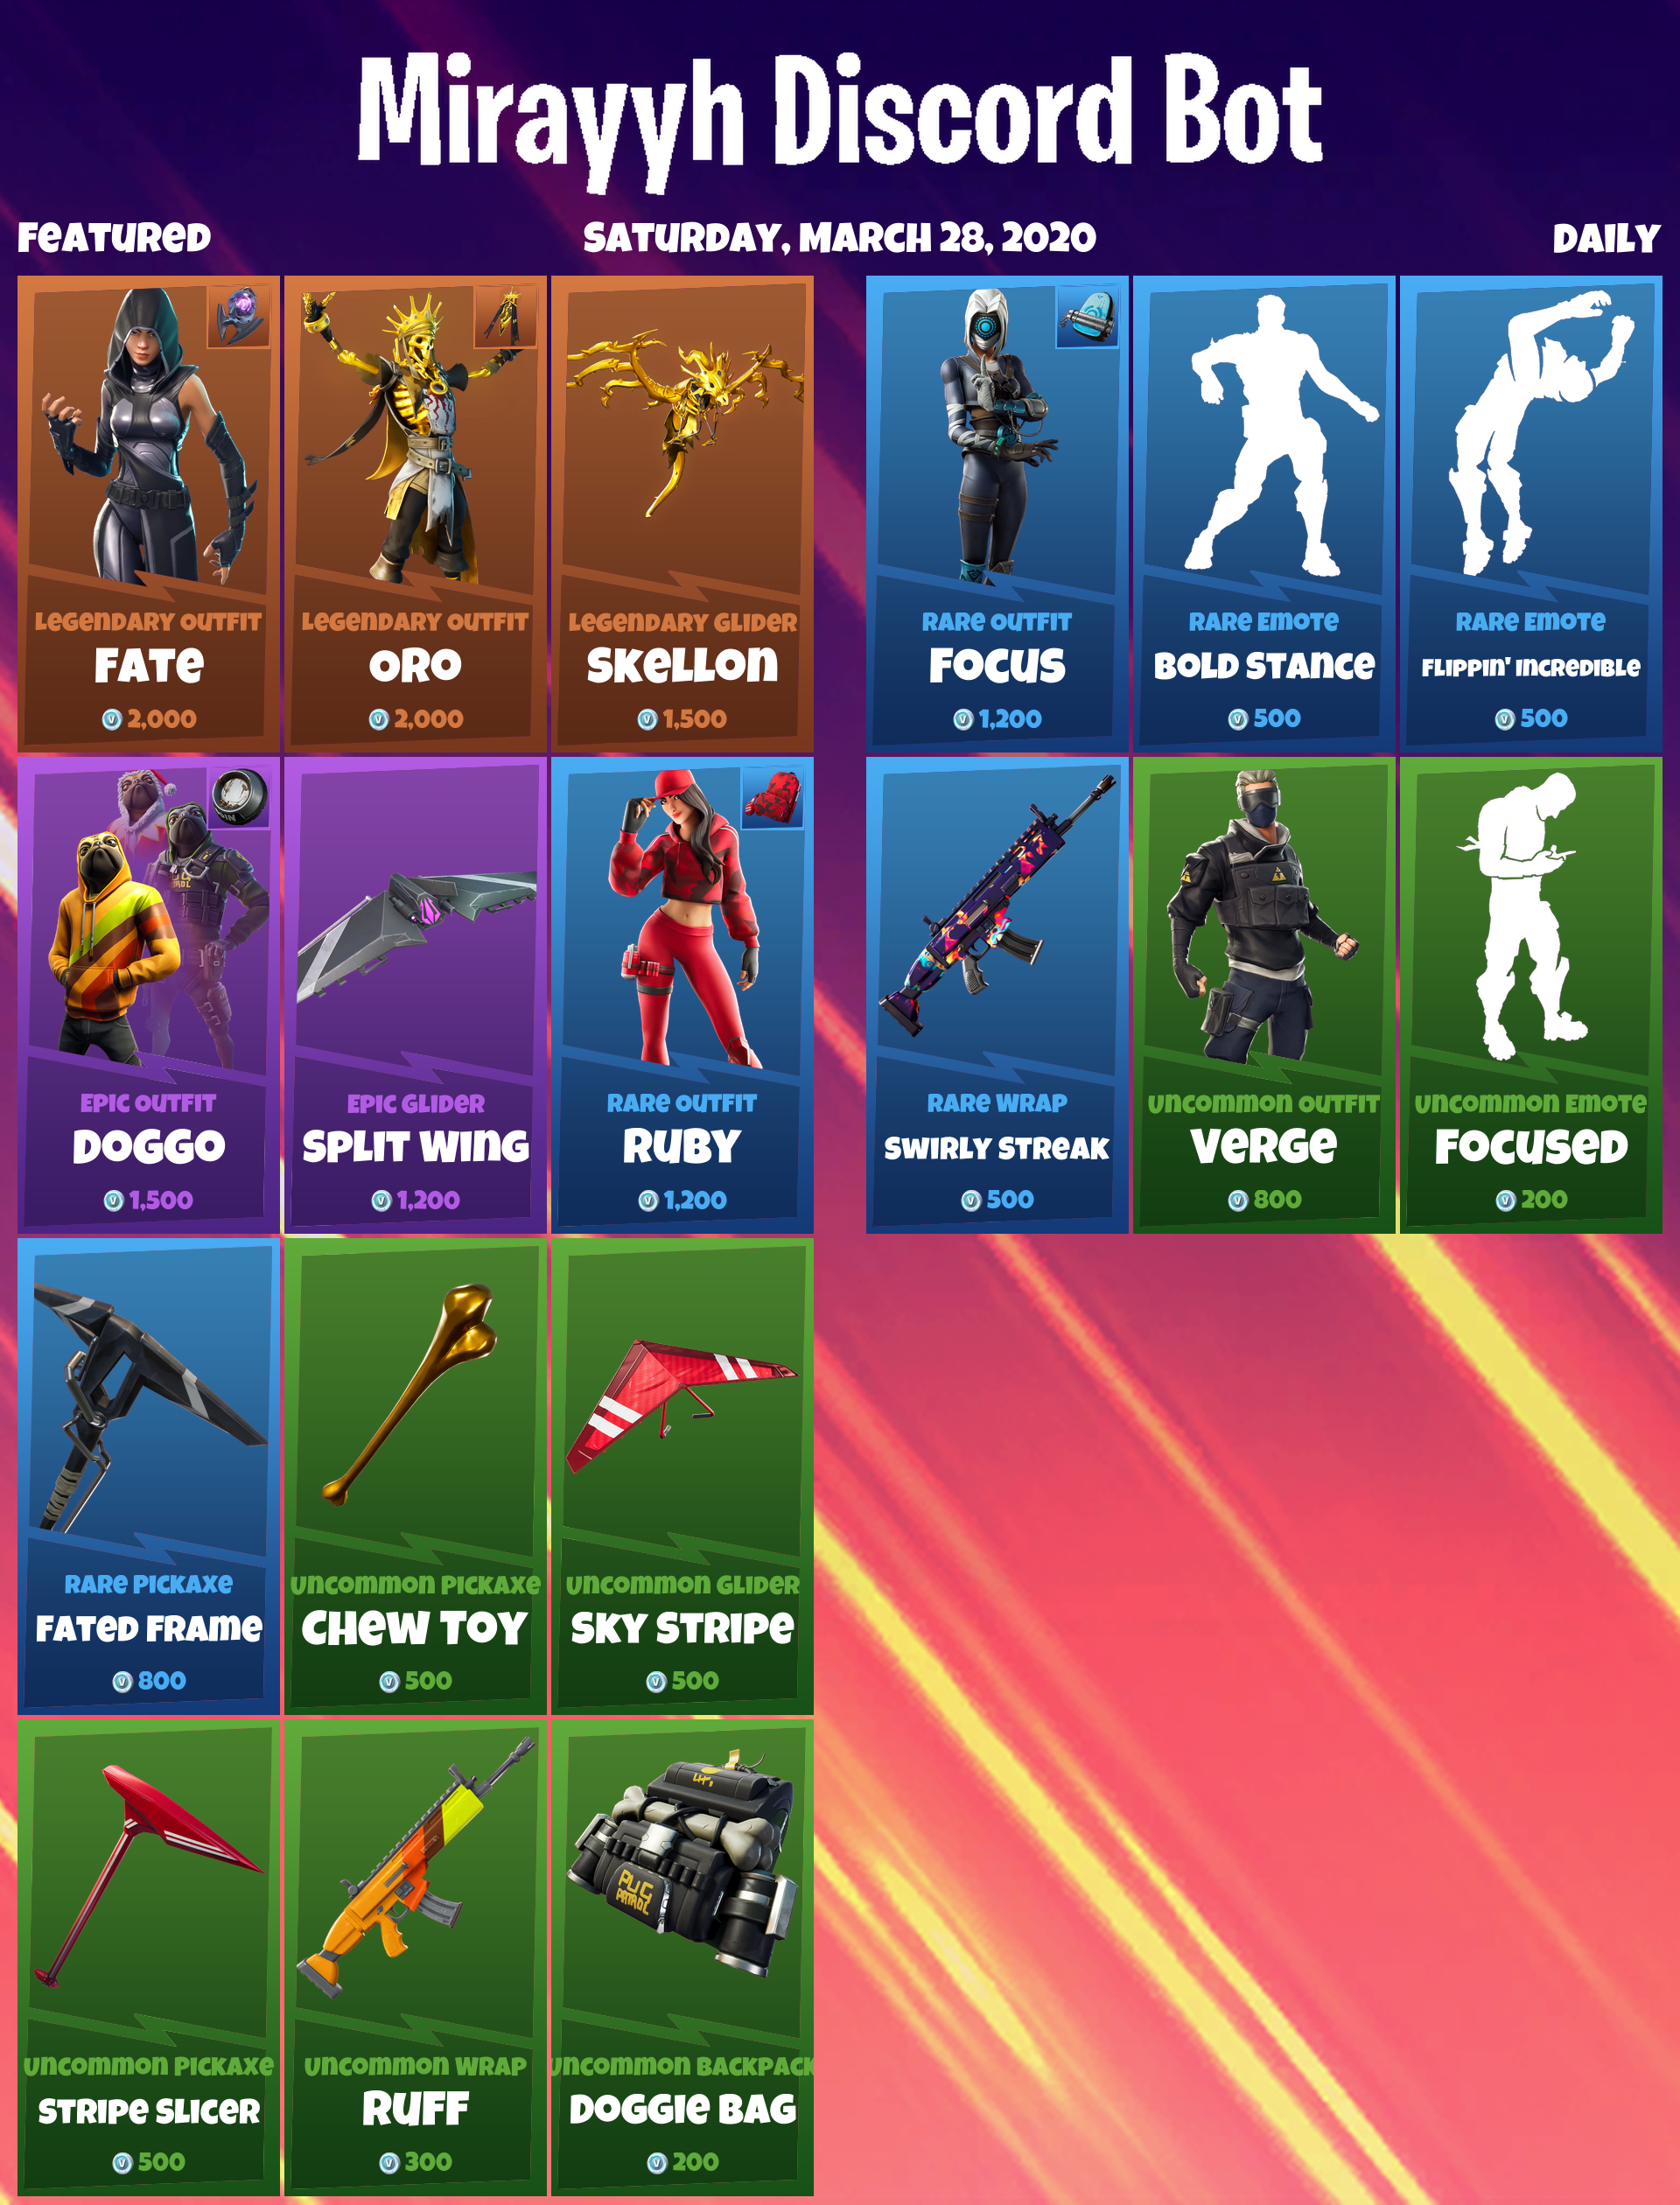 Mirayyh Discord Bot
FEATURED
SATURDAY, MARCH 28, 2020
DAILY
LEGENDARY OUTFIT
FATE
2,000
LEGENDARY OUTFIT
ORO
2,000
LEGENDARY GLIDER
SKELLON
1,500
RARE OUTFIT
FOCUS
1,200
RARE EMOTE
BOLD STANCE
500
RARE EMOTE
FLIPPIN' INCREDIBLE
500
EPIC OUTFIT
DOGGO
1,500
EPIC GLIDER
SPLIT WING
1,200
RARE OUTFIT
RUBY
1,200
RARE WRAP
SWIRLY STREAK
500
UNCOMMON OUTFIT
VERGE
800
UNCOMMON EMOTE
FOCUSED
200
RARE PICKAXE
FATED FRAME
800
UNCOMMON PICKAXE
CHEW TOY
500
UNCOMMON GLIDER
SKY STRIPE
500
PUG
PATROL
UNCOMMON PICKAXE
STRIPE SLICER
500
UNCOMMON WRAP
RUFF
300
UNCOMMON BACKPACK
DOGGIE BAG
200